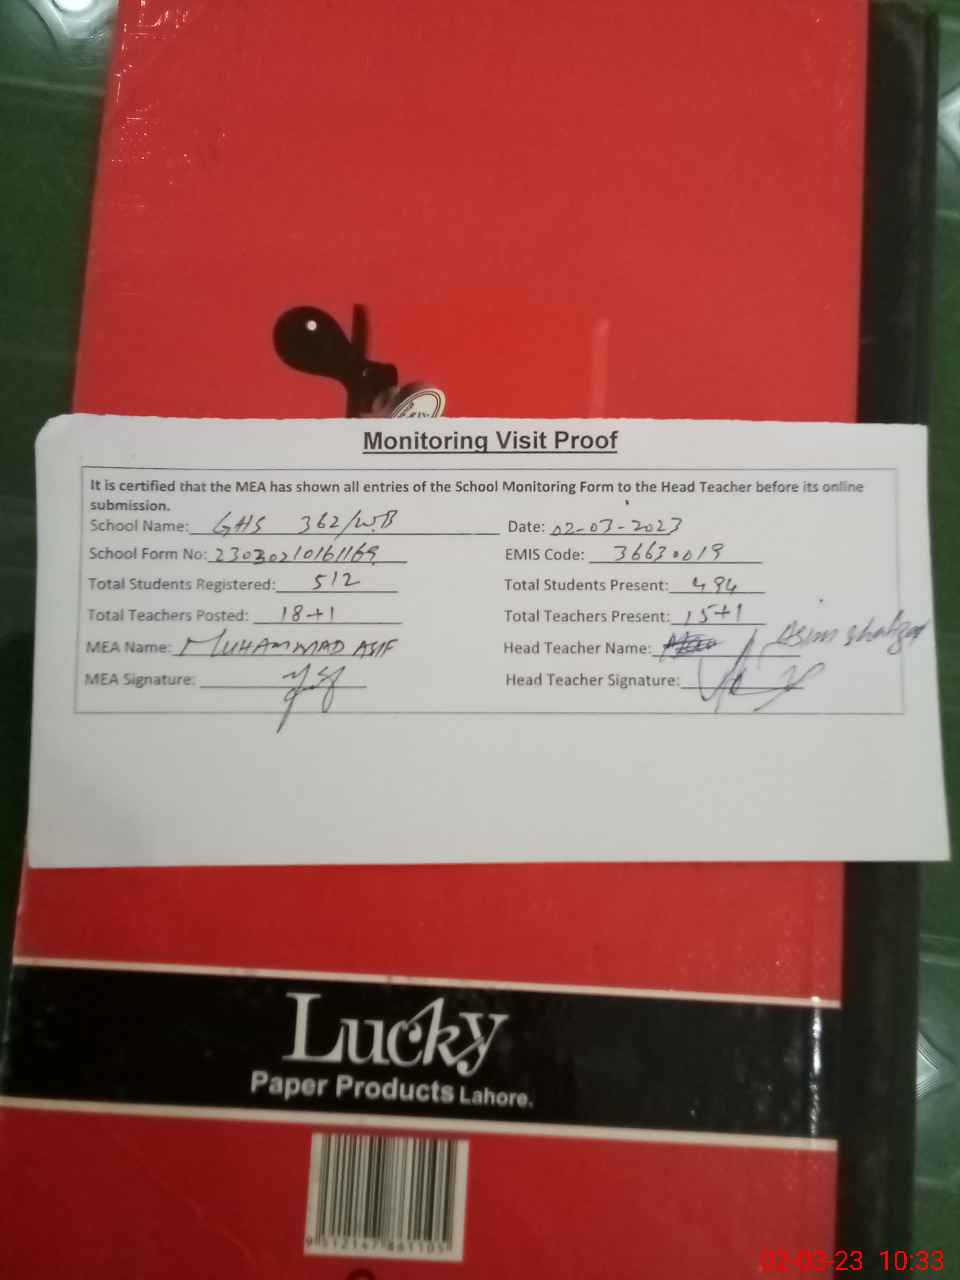 Monitoring Visit Proof
It is certified that the MEA has shown all entries of the School Monitoring Form to the Head Teacher before its online
submission.
School Name: GHS 362/W.B Date: 02-03-2023
School Form No: 230302101611169 EMIS Code: 36630019
Total Students Registered: 512 Total Students Present: 494
Total Teachers Posted: 18+1 Total Teachers Present: 15+1
MEA Name: MUHAMMAD ASIF Head Teacher Name: Asim Shahzad
MEA Signature: Head Teacher Signature:
Lucky
Paper Products Lahore.
02-03-23 10:33